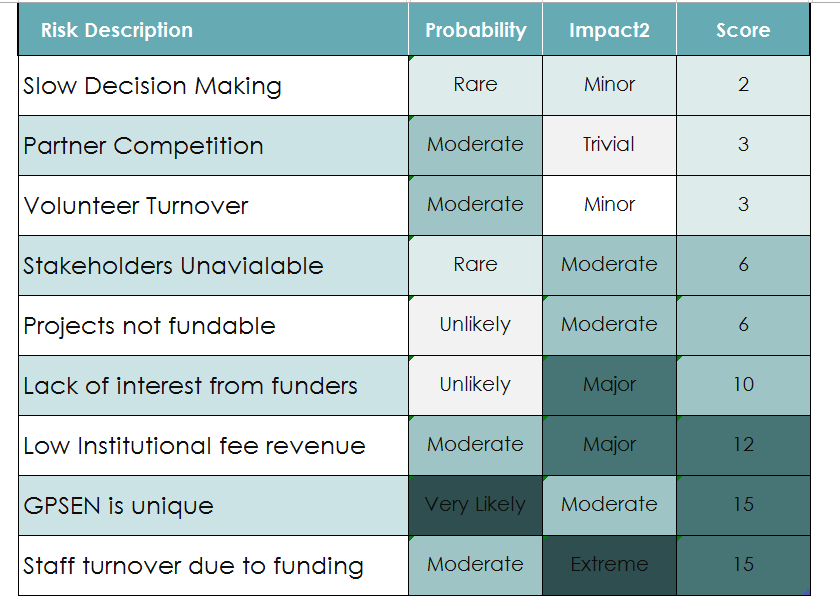 Risk Description Probability Impact2 Score
Slow Decision Making Rare Minor 2
Partner Competition Moderate Trivial 3
Volunteer Turnover Moderate Minor 3
Stakeholders Unavialable Rare Moderate 6
Projects not fundable Unlikely Moderate 6
Lack of interest from funders Unlikely Major 10
Low Institutional fee revenue Moderate Major 12
GPSEN is unique Very Likely Moderate 15
Staff turnover due to funding Moderate Extreme 15